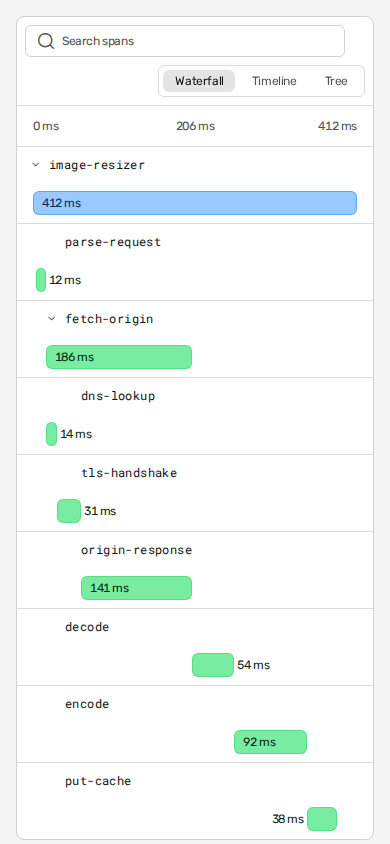 Search spans
Waterfall Timeline Tree
0 ms 206 ms 412 ms
image-resizer
412 ms
parse-request
12 ms
fetch-origin
186 ms
dns-lookup
14 ms
tls-handshake
31 ms
origin-response
141 ms
decode
54 ms
encode
92 ms
put-cache
38 ms